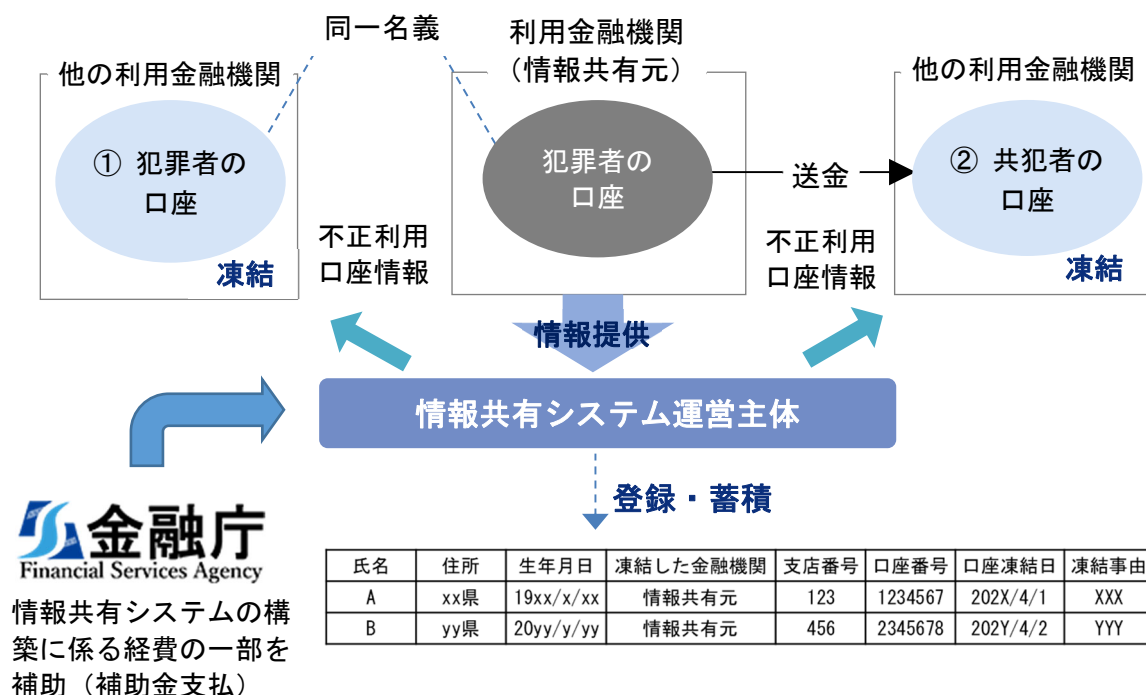 同一名義
利用金融機関
（情報共有元）
他の利用金融機関
他の利用金融機関
① 犯罪者の
口座
凍結
犯罪者の
口座
送金
② 共犯者の
口座
凍結
不正利用
口座情報
不正利用
口座情報
情報提供
情報共有システム運営主体
登録・蓄積
金融庁
Financial Services Agency
情報共有システムの構
築に係る経費の一部を
補助（補助金支払）
氏名 住所 生年月日 凍結した金融機関 支店番号 口座番号 口座凍結日 凍結事由
A xx県 19xx/x/xx 情報共有元 123 1234567 202X/4/1 XXX
B yy県 20yy/y/yy 情報共有元 456 2345678 202Y/4/2 YYY